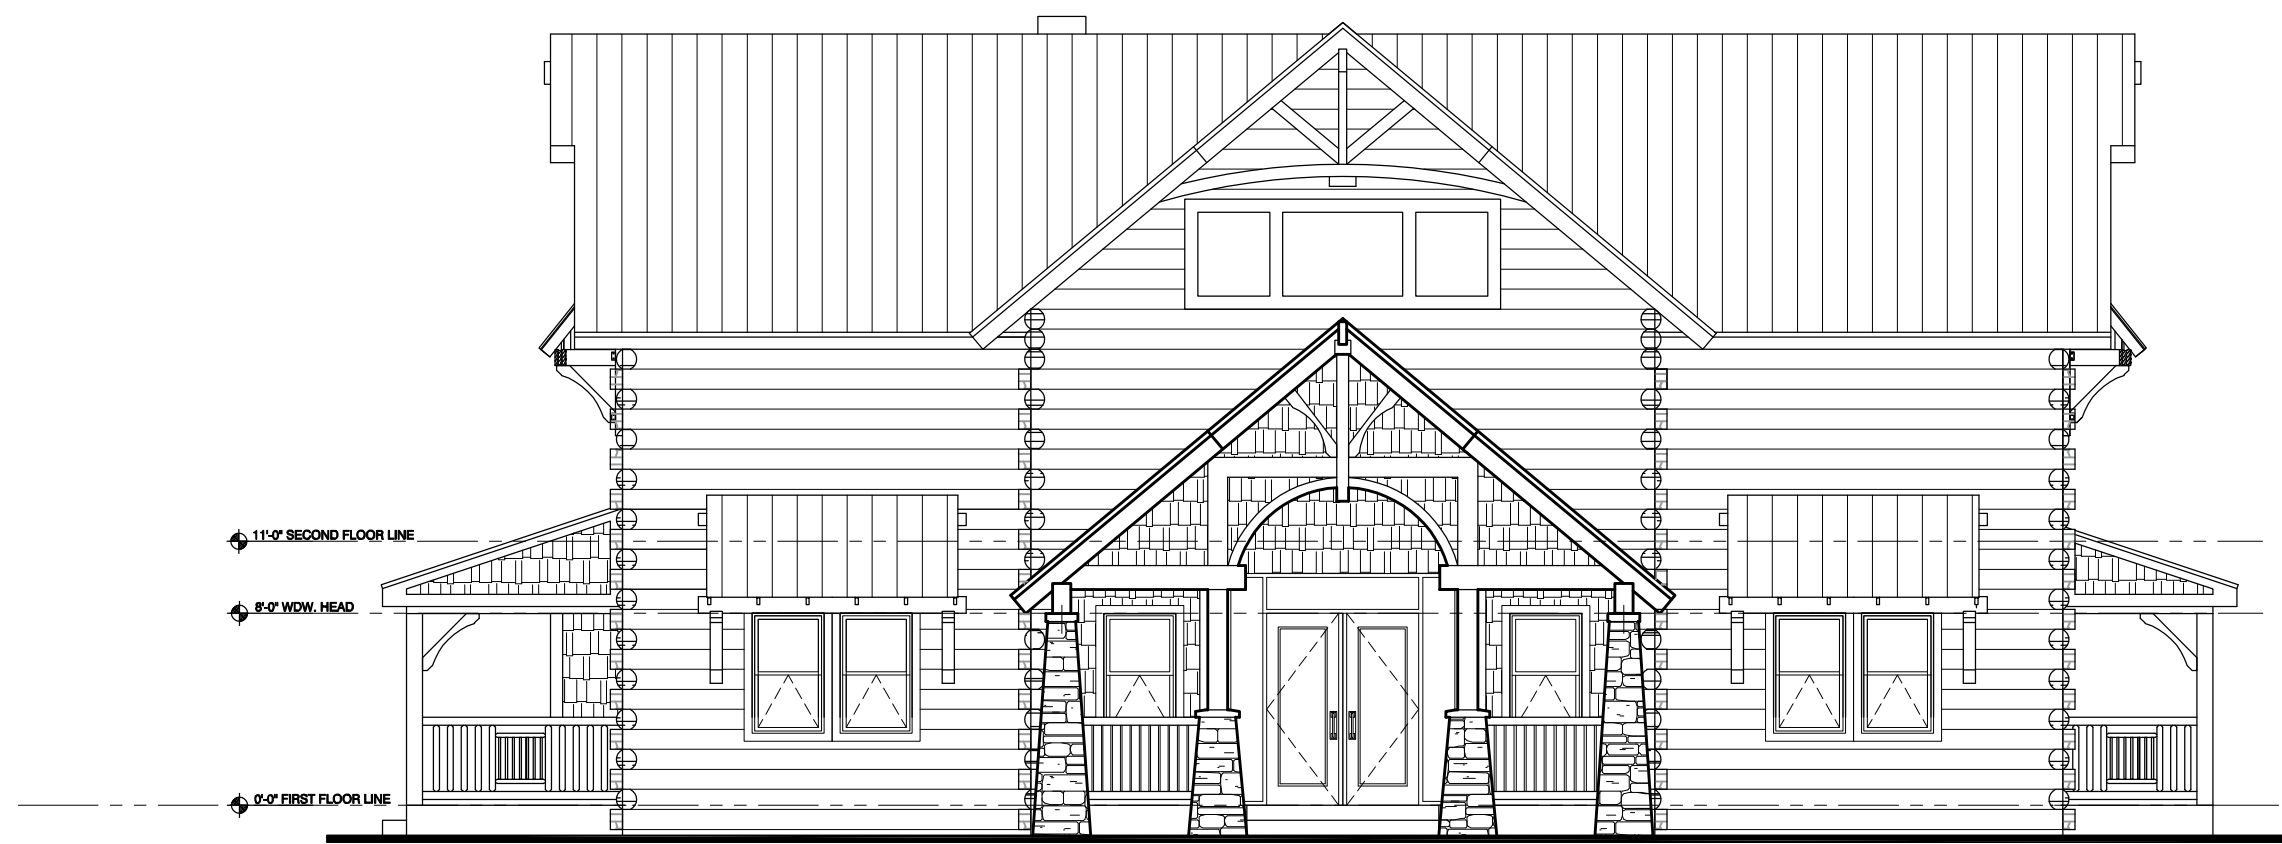 11'-0" SECOND FLOOR LINE
8'-0" WDW. HEAD
0'-0" FIRST FLOOR LINE